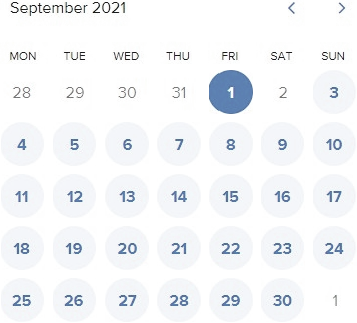 September 2021
MON TUE WED THU FRI SAT SUN
28 29 30 31 1 2 3
4 5 6 7 8 9 10
11 12 13 14 15 16 17
18 19 20 21 22 23 24
25 26 27 28 29 30 1